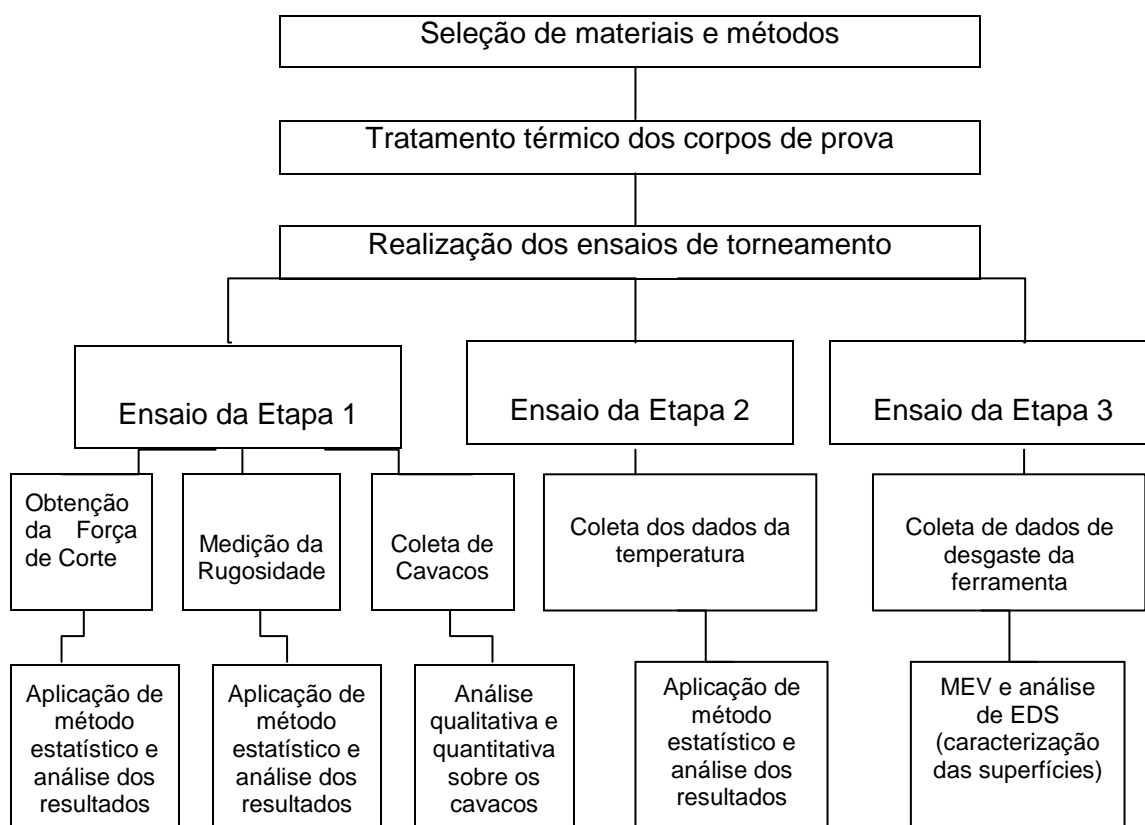 Seleção de materiais e métodos
Tratamento térmico dos corpos de prova
Realização dos ensaios de torneamento
Ensaio da Etapa 1
Ensaio da Etapa 2
Ensaio da Etapa 3
Obtenção
da Força
de Corte
Medição da
Rugosidade
Coleta de
Cavacos
Coleta dos dados da
temperatura
Coleta de dados de
desgaste da
ferramenta
Aplicação de
método
estatístico e
análise dos
resultados
Aplicação de
método
estatístico e
análise dos
resultados
Análise
qualitativa e
quantitativa
sobre os
cavacos
Aplicação de
método
estatístico e
análise dos
resultados
MEV e análise
de EDS
(caracterização
das superfícies)